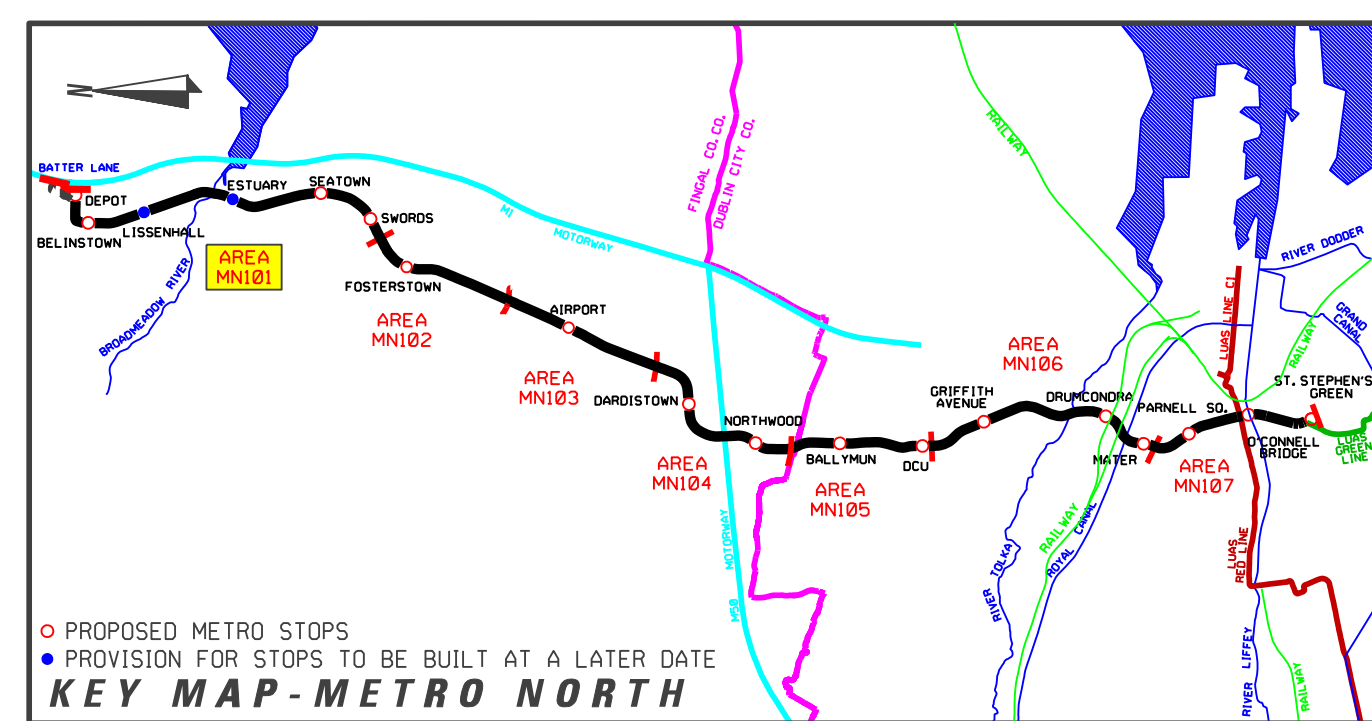 N
BATTER LANE
DEPOT
BELINSTOWN
LISSENHALL
ESTUARY
SEATOWN
SWORDS
AREA
MN101
BROADMEADOW RIVER
FOSTERSTOWN
AREA
MN102
M1
MOTORWAY
AIRPORT
AREA
MN103
DARDISTOWN
FINGAL CO. CO.
DUBLIN CITY CO.
NORTHWOOD
AREA
MN104
MOTORWAY
M50
BALLYMUN
AREA
MN105
DCU
GRIFFITH
AVENUE
AREA
MN106
RAILWAY
DRUMCONDRA
MATER
PARNELL SQ.
AREA
MN107
RIVER TOLKA
RAILWAY
ROYAL CANAL
LUAS LINE C1
RIVER DODDER
GRAND
CANAL
RAILWAY
ST. STEPHEN'S
GREEN
O'CONNELL
BRIDGE
LUAS
GREEN
LINE
LUAS
RED LINE
RIVER LIFFEY
RAILWAY
PROPOSED METRO STOPS
PROVISION FOR STOPS TO BE BUILT AT A LATER DATE
KEY MAP-METRO NORTH